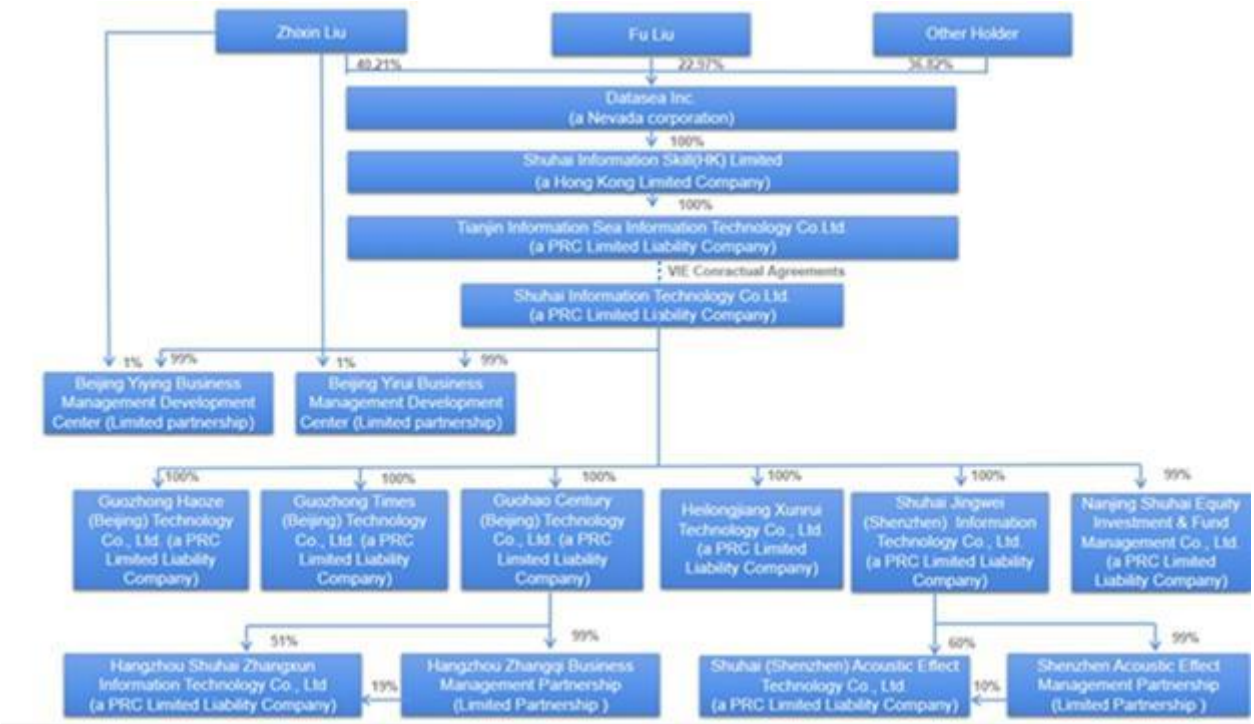 Zhixin Liu
Fu Liu
Other Holder
40.21%
22.97%
36.82%
Datasea Inc.
(a Nevada corporation)
100%
Shuhai Information Skill(HK) Limited
(a Hong Kong Limited Company)
100%
Tianjin Information Sea Information Technology Co.Ltd.
(a PRC Limited Liability Company)
VIE Conractual Agreements
Shuhai Information Technology Co.Ltd.
(a PRC Limited Liability Company)
1%
99%
1%
99%
Beijing Yiying Business
Management Development
Center (Limited partnership)
Beijing Yirui Business
Management Development
Center (Limited partnership)
100%
100%
100%
100%
100%
99%
Guozhong Haoze
(Beijing) Technology
Co., Ltd. (a PRC
Limited Liability
Company)
Guozhong Times
(Beijing) Technology
Co., Ltd. (a PRC
Limited Liability
Company)
Guohao Century
(Beijing) Technology
Co., Ltd. (a PRC
Limited Liability
Company)
Heilongjiang Xunrui
Technology Co., Ltd.
(a PRC Limited
Liability Company)
Shuhai Jingwei
(Shenzhen) Information
Technology Co., Ltd.
(a PRC Limited Liability
Company)
Nanjing Shuhai Equity
Investment & Fund
Management Co., Ltd.
(a PRC Limited
Liability Company)
51%
99%
60%
99%
Hangzhou Shuhai Zhangxun
Information Technology Co., Ltd
(a PRC Limited Liability Company)
19%
Hangzhou Zhangqi Business
Management Partnership
(Limited Partnership )
Shuhai (Shenzhen) Acoustic Effect
Technology Co., Ltd.
(a PRC Limited Liability Company)
10%
Shenzhen Acoustic Effect
Management Partnership
(Limited Partnership )